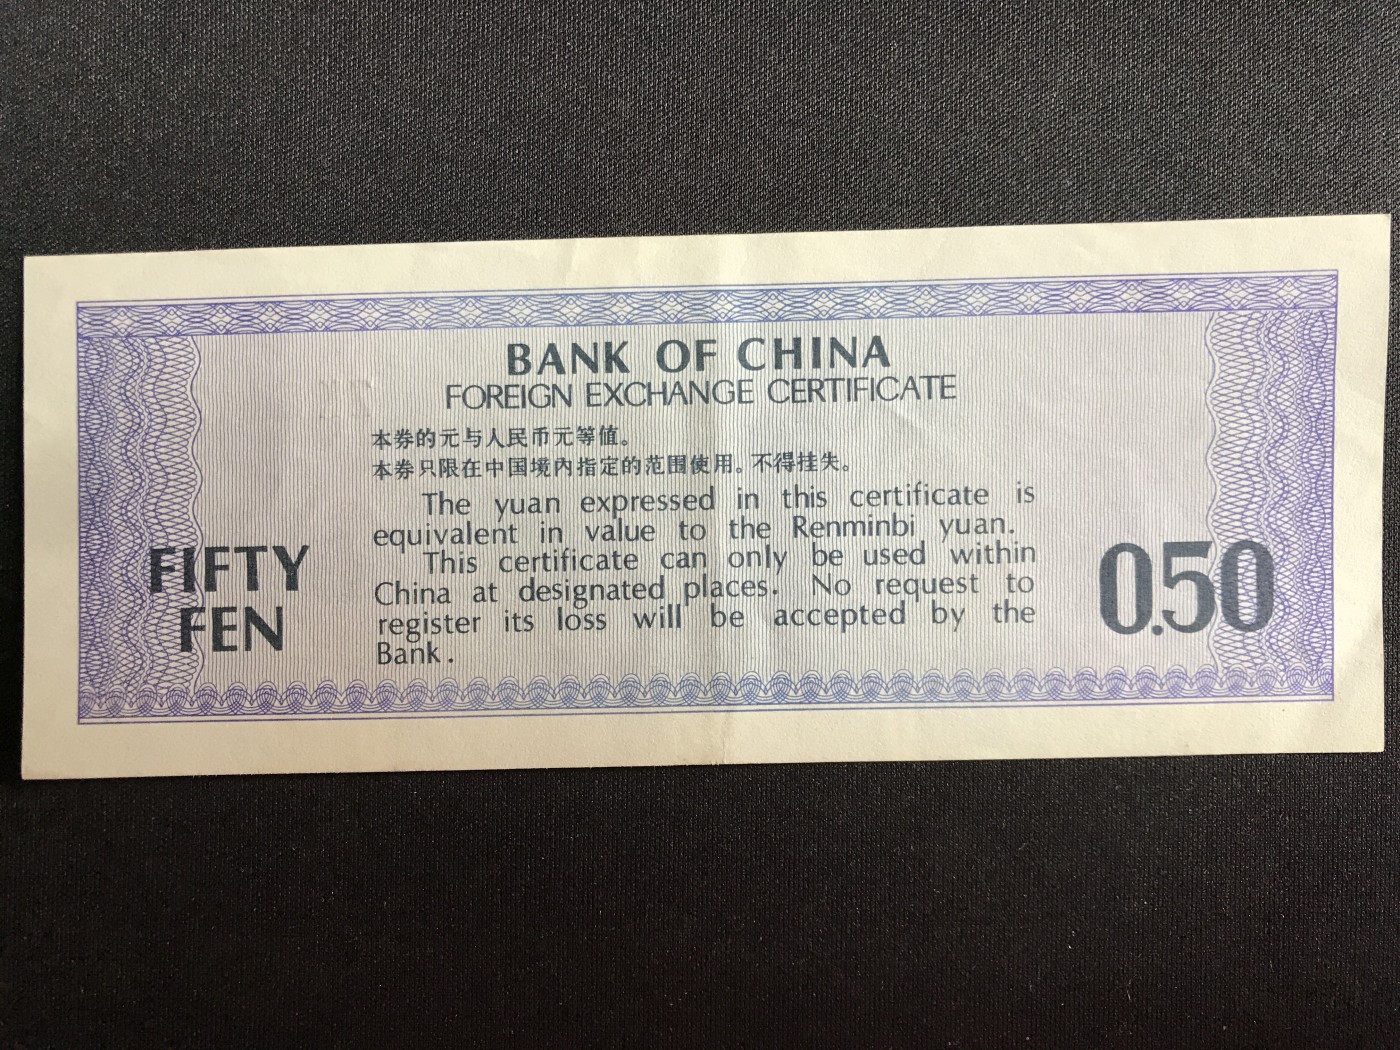 BANK OF CHINA
FOREIGN EXCHANGE CERTIFICATE
本券的元与人民币元等值。
本券只限在中国境内指定的范围使用。不得挂失。
The yuan expressed in this certificate is
equivalent in value to the Renminbi yuan.
This certificate can only be used within
China at designated places. No request to
register its loss will be accepted by the
Bank.
FIFTY
FEN
0.50